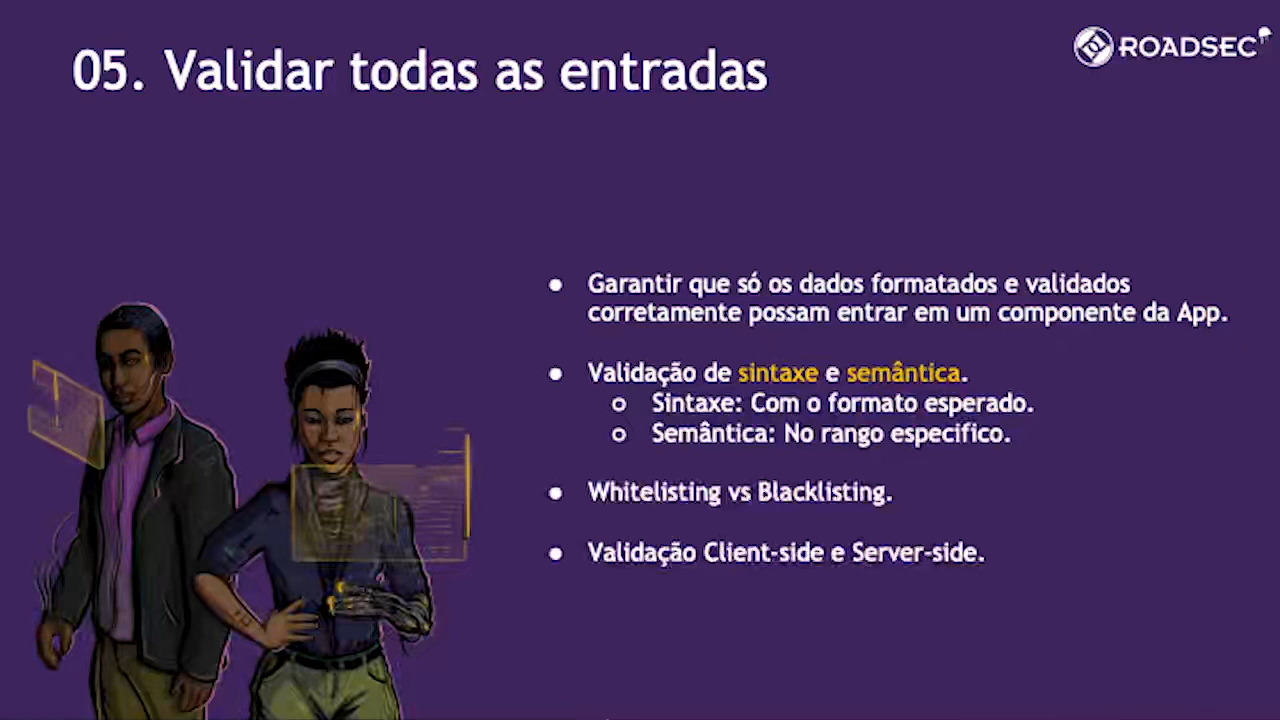 05. Validar todas as entradas
ROADSEC
● Garantir que só os dados formatados e validados
corretamente possam entrar em um componente da App.
● Validação de sintaxe e semântica.
○ Sintaxe: Com o formato esperado.
○ Semântica: No rango especifico.
● Whitelisting vs Blacklisting.
● Validação Client-side e Server-side.